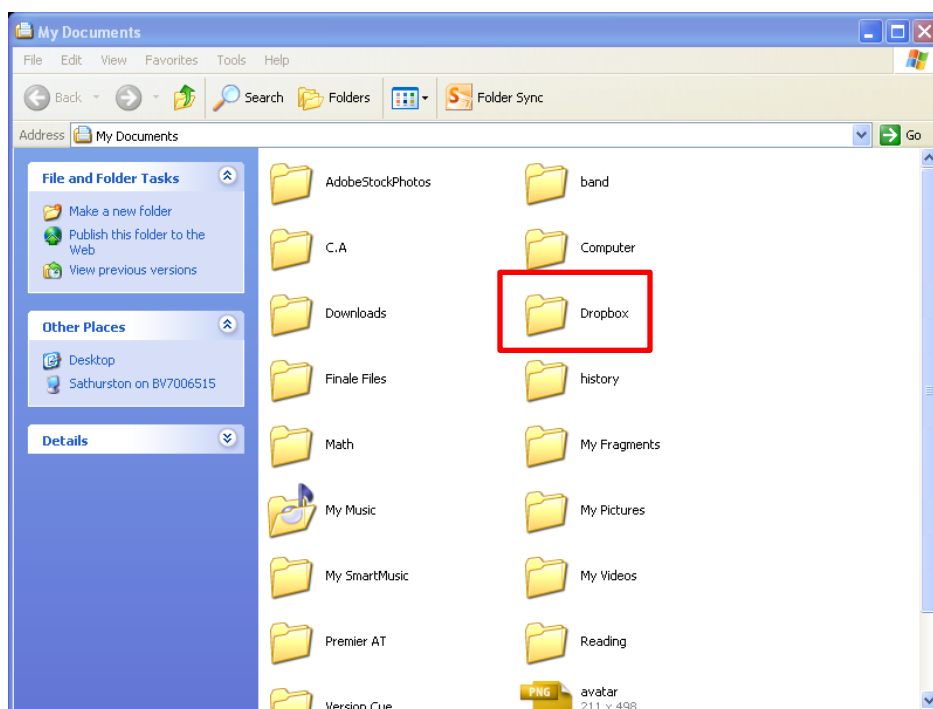 My Documents
File Edit View Favorites Tools Help
Back Search Folders S 7 Folder Sync
Address My Documents Go
File and Folder Tasks
Make a new folder
Publish this folder to the
Web
View previous versions
Other Places
Desktop
Sathurston on BV7006515
Details
AdobeStockPhotos band
C.A Computer
Downloads Dropbox
Finale Files history
Math My Fragments
My Music My Pictures
My SmartMusic My Videos
Premier AT Reading
Version Cue PNG avatar
211 x 498